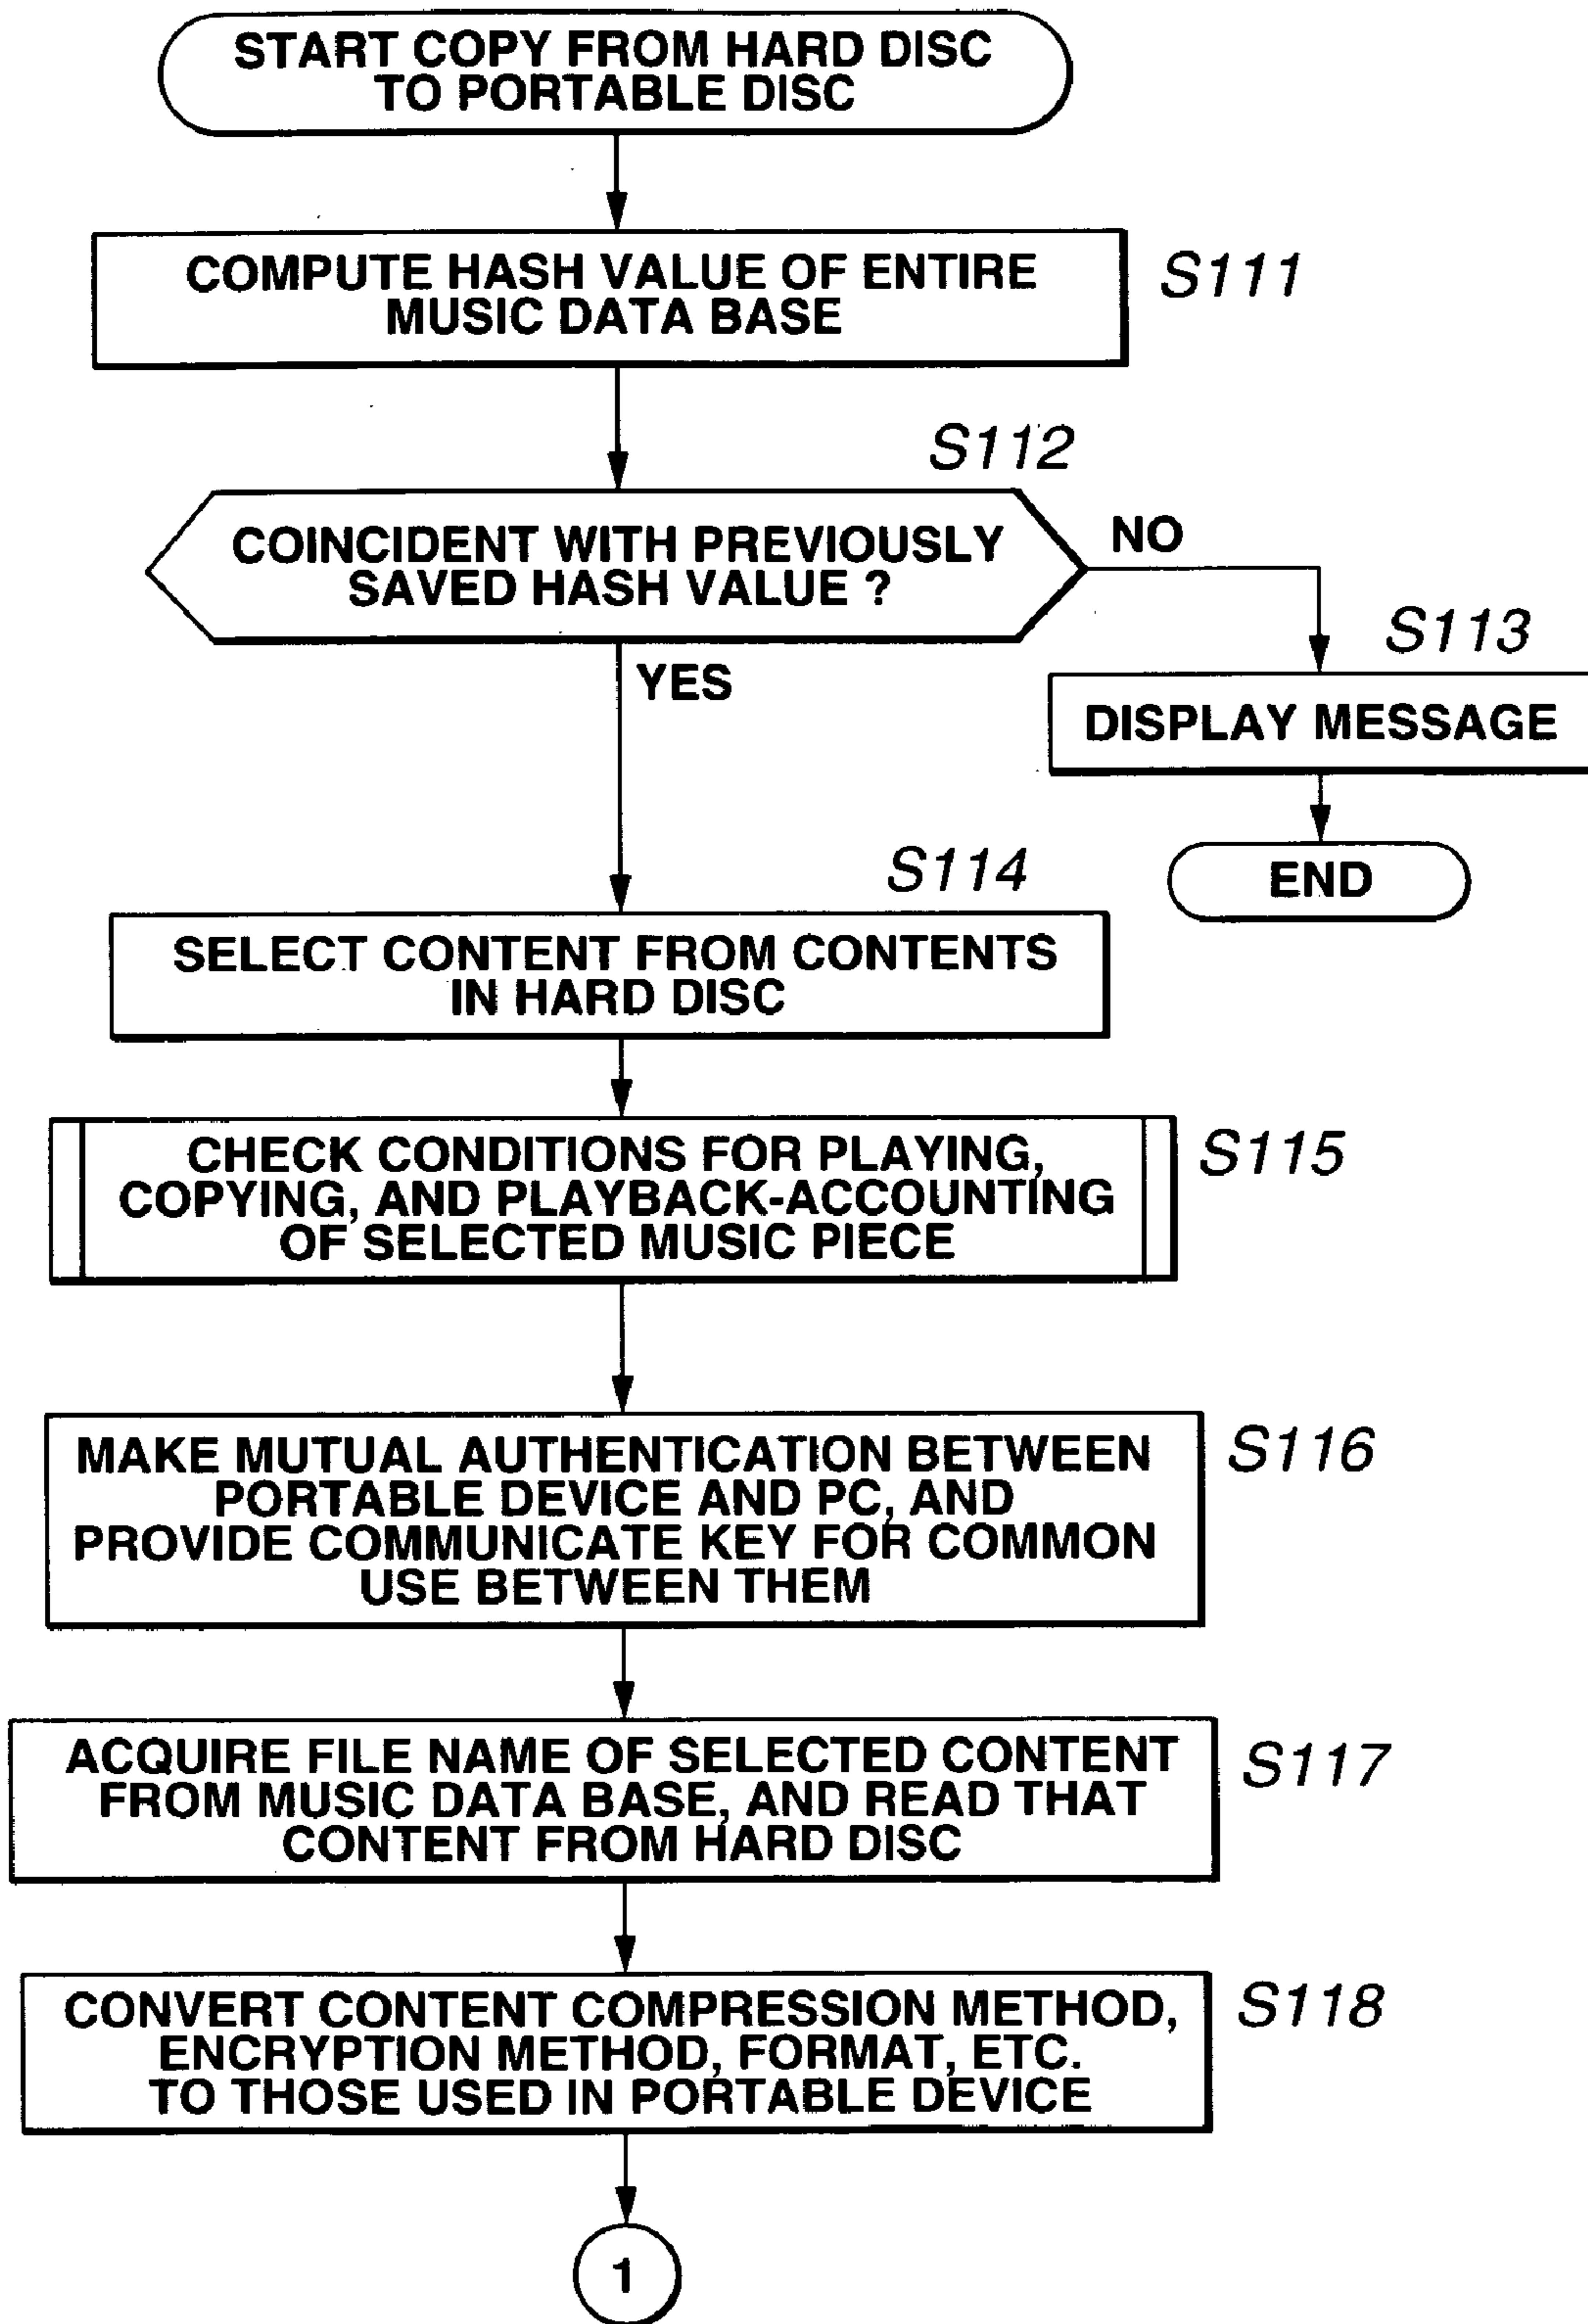 START COPY FROM HARD DISC
TO PORTABLE DISC
COMPUTE HASH VALUE OF ENTIRE
MUSIC DATA BASE
S111
S112
COINCIDENT WITH PREVIOUSLY
SAVED HASH VALUE ?
NO
YES
S113
DISPLAY MESSAGE
END
S114
SELECT CONTENT FROM CONTENTS
IN HARD DISC
CHECK CONDITIONS FOR PLAYING,
COPYING, AND PLAYBACK-ACCOUNTING
OF SELECTED MUSIC PIECE
S115
MAKE MUTUAL AUTHENTICATION BETWEEN
PORTABLE DEVICE AND PC, AND
PROVIDE COMMUNICATE KEY FOR COMMON
USE BETWEEN THEM
S116
ACQUIRE FILE NAME OF SELECTED CONTENT
FROM MUSIC DATA BASE, AND READ THAT
CONTENT FROM HARD DISC
S117
CONVERT CONTENT COMPRESSION METHOD,
ENCRYPTION METHOD, FORMAT, ETC.
TO THOSE USED IN PORTABLE DEVICE
S118
1